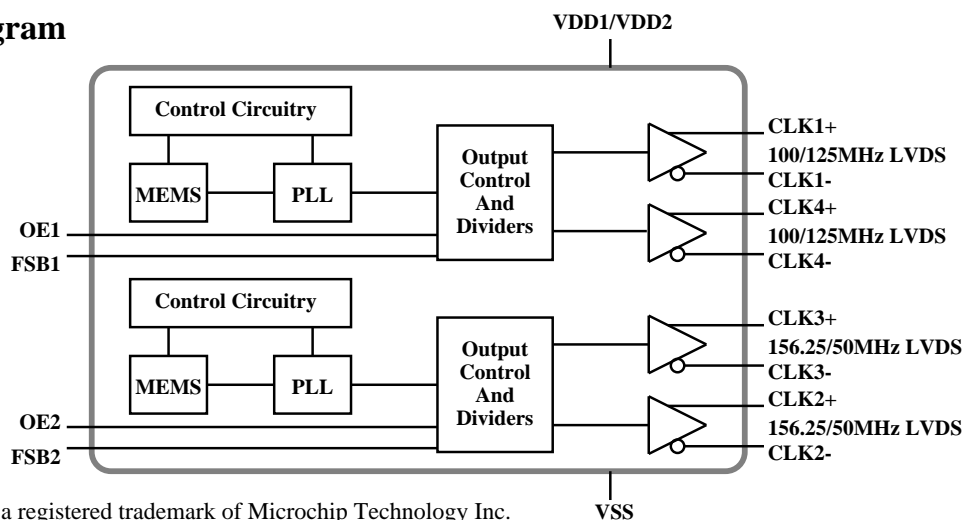 gram
VDD1/VDD2
Control Circuitry
MEMS
PLL
Output
Control
And
Dividers
OE1
FSB1
CLK1+
100/125MHz LVDS
CLK1-
CLK4+
100/125MHz LVDS
CLK4-
Control Circuitry
MEMS
PLL
Output
Control
And
Dividers
OE2
FSB2
CLK3+
156.25/50MHz LVDS
CLK3-
CLK2+
156.25/50MHz LVDS
CLK2-
a registered trademark of Microchip Technology Inc.
VSS